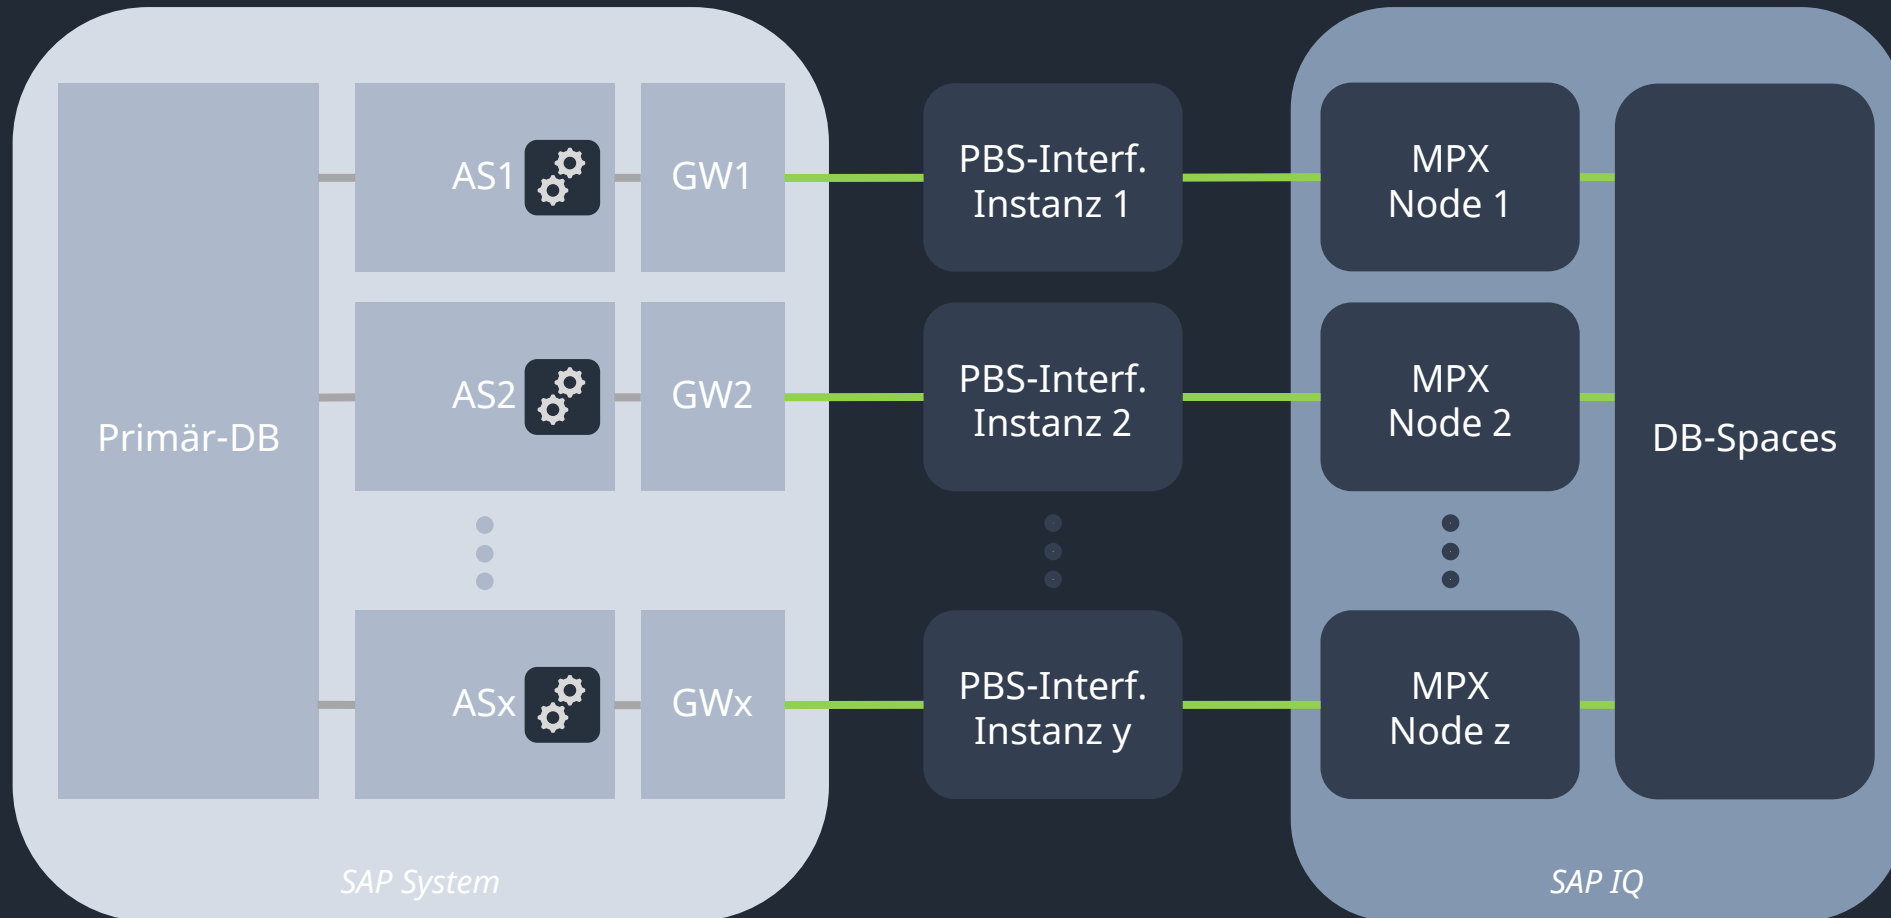 AS1
GW1
PBS-Interf.
Instanz 1
MPX
Node 1
AS2
GW2
PBS-Interf.
Instanz 2
MPX
Node 2
Primär-DB
DB-Spaces
ASx
GWx
PBS-Interf.
Instanz y
MPX
Node z
SAP System
SAP IQ